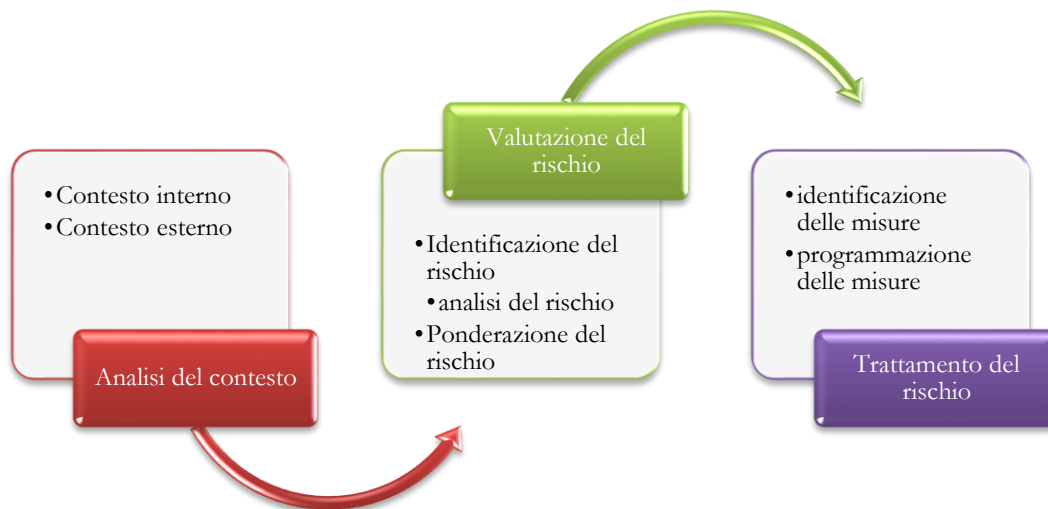 • Contesto interno
• Contesto esterno
Analisi del contesto
Valutazione del
rischio
• Identificazione del
rischio
• analisi del rischio
• Ponderazione del
rischio
• identificazione
delle misure
• programmazione
delle misure
Trattamento del
rischio